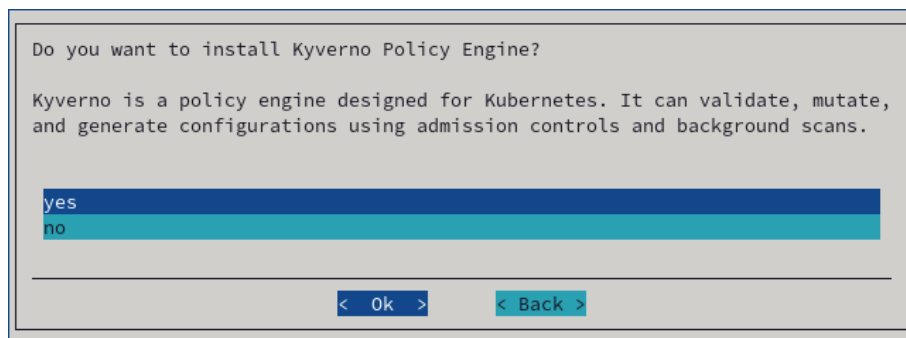 Do you want to install Kyverno Policy Engine?
Kyverno is a policy engine designed for Kubernetes. It can validate, mutate,
and generate configurations using admission controls and background scans.
yes
no
< Ok > < Back >